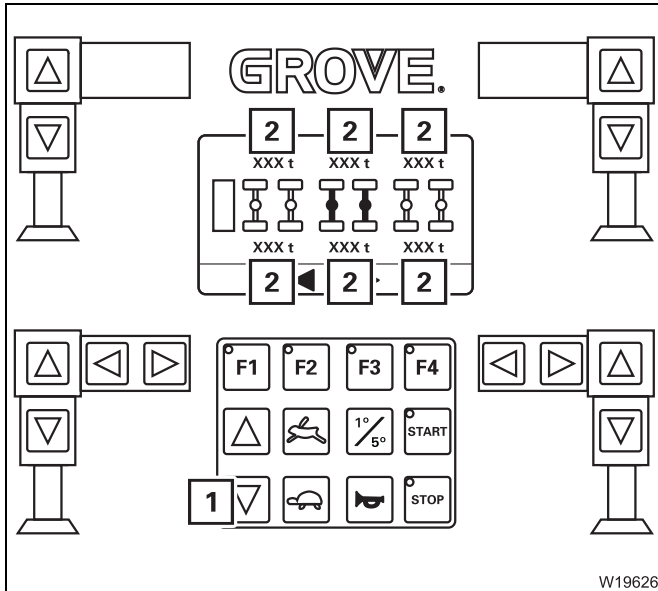 GROVE®
2 2 2
XXX t XXX t XXX t
XXX t XXX t XXX t
2 2 2
F1 F2 F3 F4
1°/5° START
1 STOP
W19626